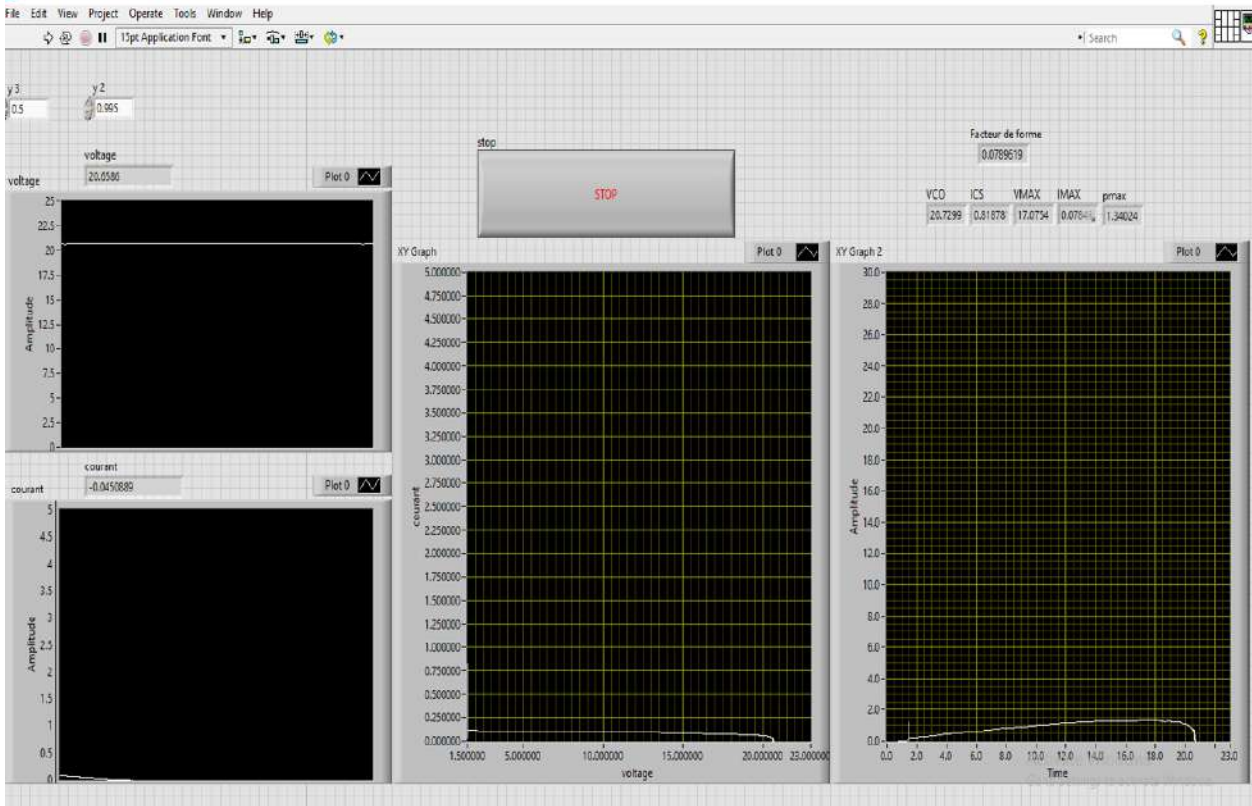 File Edit View Project Operate Tools Window Help
15pt Application Font
Search
y 3
y 2
0.5
0.995
voltage
20.6586
voltage
Plot 0
25
22.5
20
17.5
15
12.5
10
7.5
5
2.5
0
Amplitude
courant
-0.0450889
courant
Plot 0
5
4.5
4
3.5
3
2.5
2
1.5
1
0.5
0
Amplitude
stop
STOP
Facteur de forme
0.0789619
VCO ICS VMAX IMAX pmax
20.7299 0.81878 17.0754 1.34024
XY Graph
Plot 0
5.000000
4.750000
4.500000
4.250000
4.000000
3.750000
3.500000
3.250000
3.000000
2.750000
2.500000
2.250000
2.000000
1.750000
1.500000
1.250000
1.000000
0.750000
0.500000
0.250000
0.000000
courant
1.500000 5.000000 10.000000 15.000000 20.000000 23.000000
voltage
XY Graph 2
Plot 0
30.0
28.0
26.0
24.0
22.0
20.0
18.0
16.0
14.0
12.0
10.0
8.0
6.0
4.0
2.0
0.0
Amplitude
0.0 2.0 4.0 6.0 8.0 10.0 12.0 14.0 16.0 18.0 20.0 23.0
Time